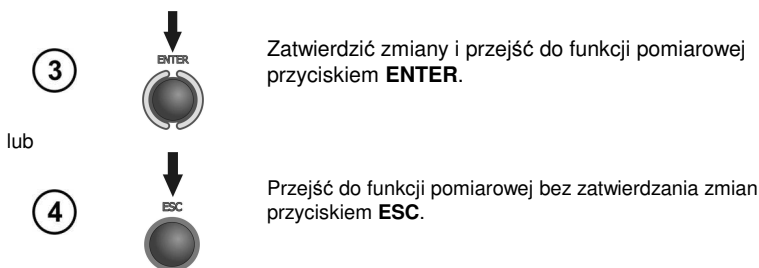 3
ENTER
Zatwierdzić zmiany i przejść do funkcji pomiarowej
przyciskiem ENTER.
lub
4
ESC
Przejść do funkcji pomiarowej bez zatwierdzania zmian
przyciskiem ESC.